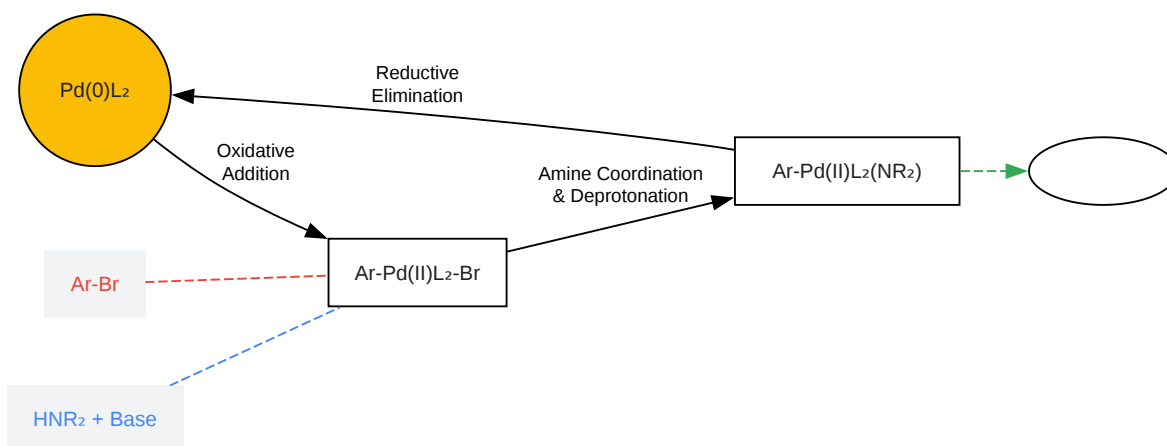 Pd(0)L₂
Reductive
Elimination
Oxidative
Addition
Amine Coordination
& Deprotonation
Ar-Pd(II)L₂(NR₂)
Ar-Br
Ar-Pd(II)L₂-Br
HNR₂ + Base